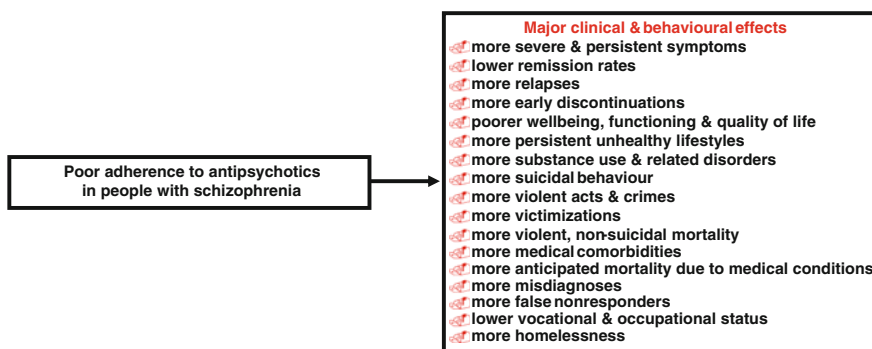 Poor adherence to antipsychotics
in people with schizophrenia
Major clinical & behavioural effects
more severe & persistent symptoms
lower remission rates
more relapses
more early discontinuations
poorer wellbeing, functioning & quality of life
more persistent unhealthy lifestyles
more substance use & related disorders
more suicidal behaviour
more violent acts & crimes
more victimizations
more violent, non-suicidal mortality
more medical comorbidities
more anticipated mortality due to medical conditions
more misdiagnoses
more false nonresponders
lower vocational & occupational status
more homelessness